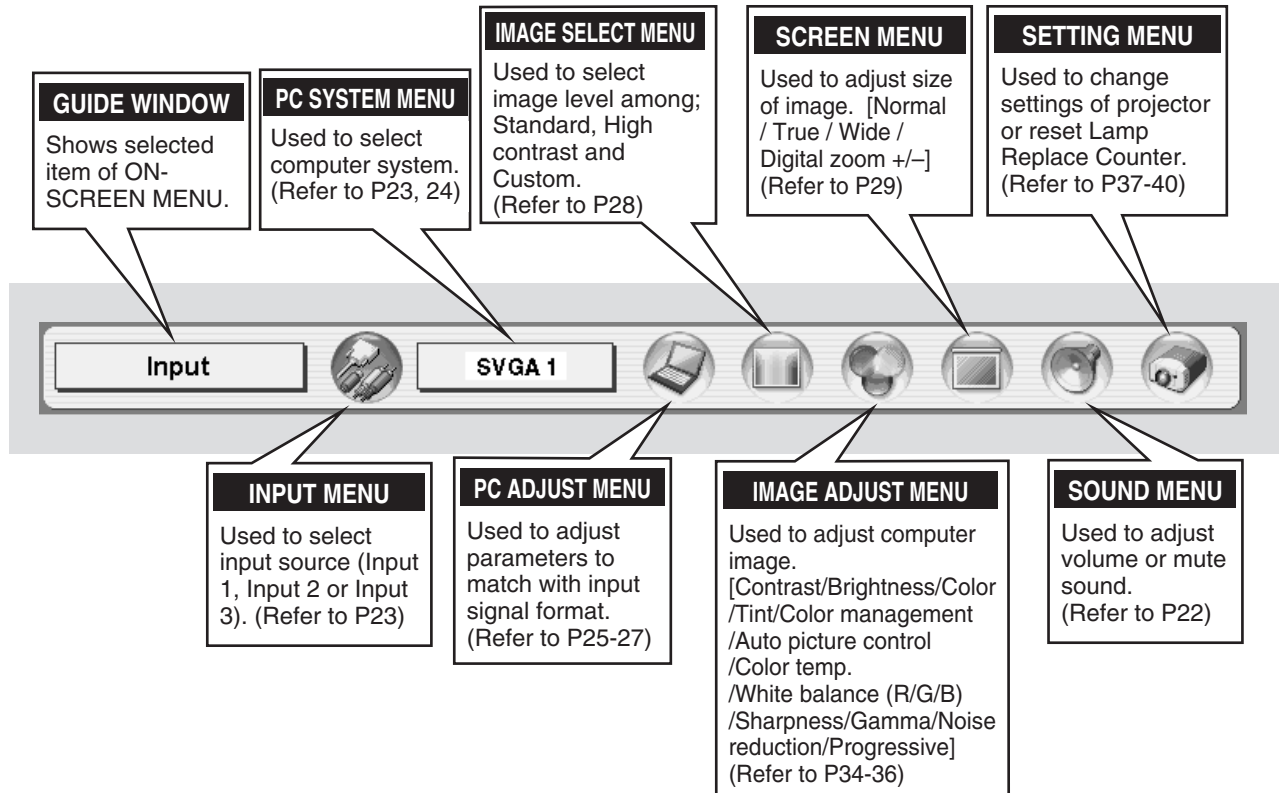 GUIDE WINDOW
Shows selected
item of ON-
SCREEN MENU.
PC SYSTEM MENU
Used to select
computer system.
(Refer to P23, 24)
IMAGE SELECT MENU
Used to select
image level among;
Standard, High
contrast and
Custom.
(Refer to P28)
SCREEN MENU
Used to adjust size
of image. [Normal
/ True / Wide /
Digital zoom +/–]
(Refer to P29)
SETTING MENU
Used to change
settings of projector
or reset Lamp
Replace Counter.
(Refer to P37-40)
Input
SVGA 1
INPUT MENU
Used to select
input source (Input
1, Input 2 or Input
3). (Refer to P23)
PC ADJUST MENU
Used to adjust
parameters to
match with input
signal format.
(Refer to P25-27)
IMAGE ADJUST MENU
Used to adjust computer
image.
[Contrast/Brightness/Color
/Tint/Color management
/Auto picture control
/Color temp.
/White balance (R/G/B)
/Sharpness/Gamma/Noise
reduction/Progressive]
(Refer to P34-36)
SOUND MENU
Used to adjust
volume or mute
sound.
(Refer to P22)